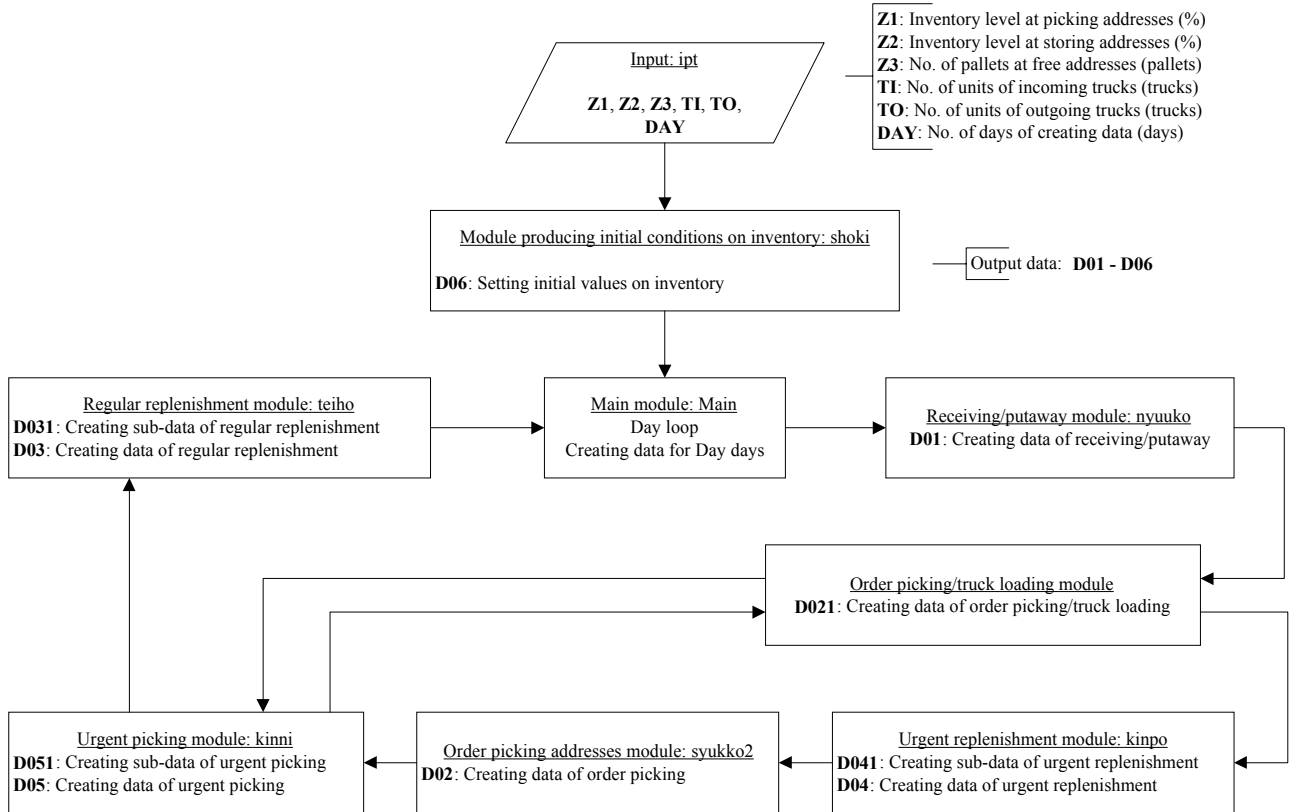 Input: ipt
Z1, Z2, Z3, TI, TO,
DAY
Z1: Inventory level at picking addresses (%)
Z2: Inventory level at storing addresses (%)
Z3: No. of pallets at free addresses (pallets)
TI: No. of units of incoming trucks (trucks)
TO: No. of units of outgoing trucks (trucks)
DAY: No. of days of creating data (days)
Module producing initial conditions on inventory: shoki
D06: Setting initial values on inventory
Output data: D01 - D06
Regular replenishment module: teiho
D031: Creating sub-data of regular replenishment
D03: Creating data of regular replenishment
Main module: Main
Day loop
Creating data for Day days
Receiving/putaway module: nyuuko
D01: Creating data of receiving/putaway
Order picking/truck loading module
D021: Creating data of order picking/truck loading
Urgent picking module: kinni
D051: Creating sub-data of urgent picking
D05: Creating data of urgent picking
Order picking addresses module: syukko2
D02: Creating data of order picking
Urgent replenishment module: kinpo
D041: Creating sub-data of urgent replenishment
D04: Creating data of urgent replenishment